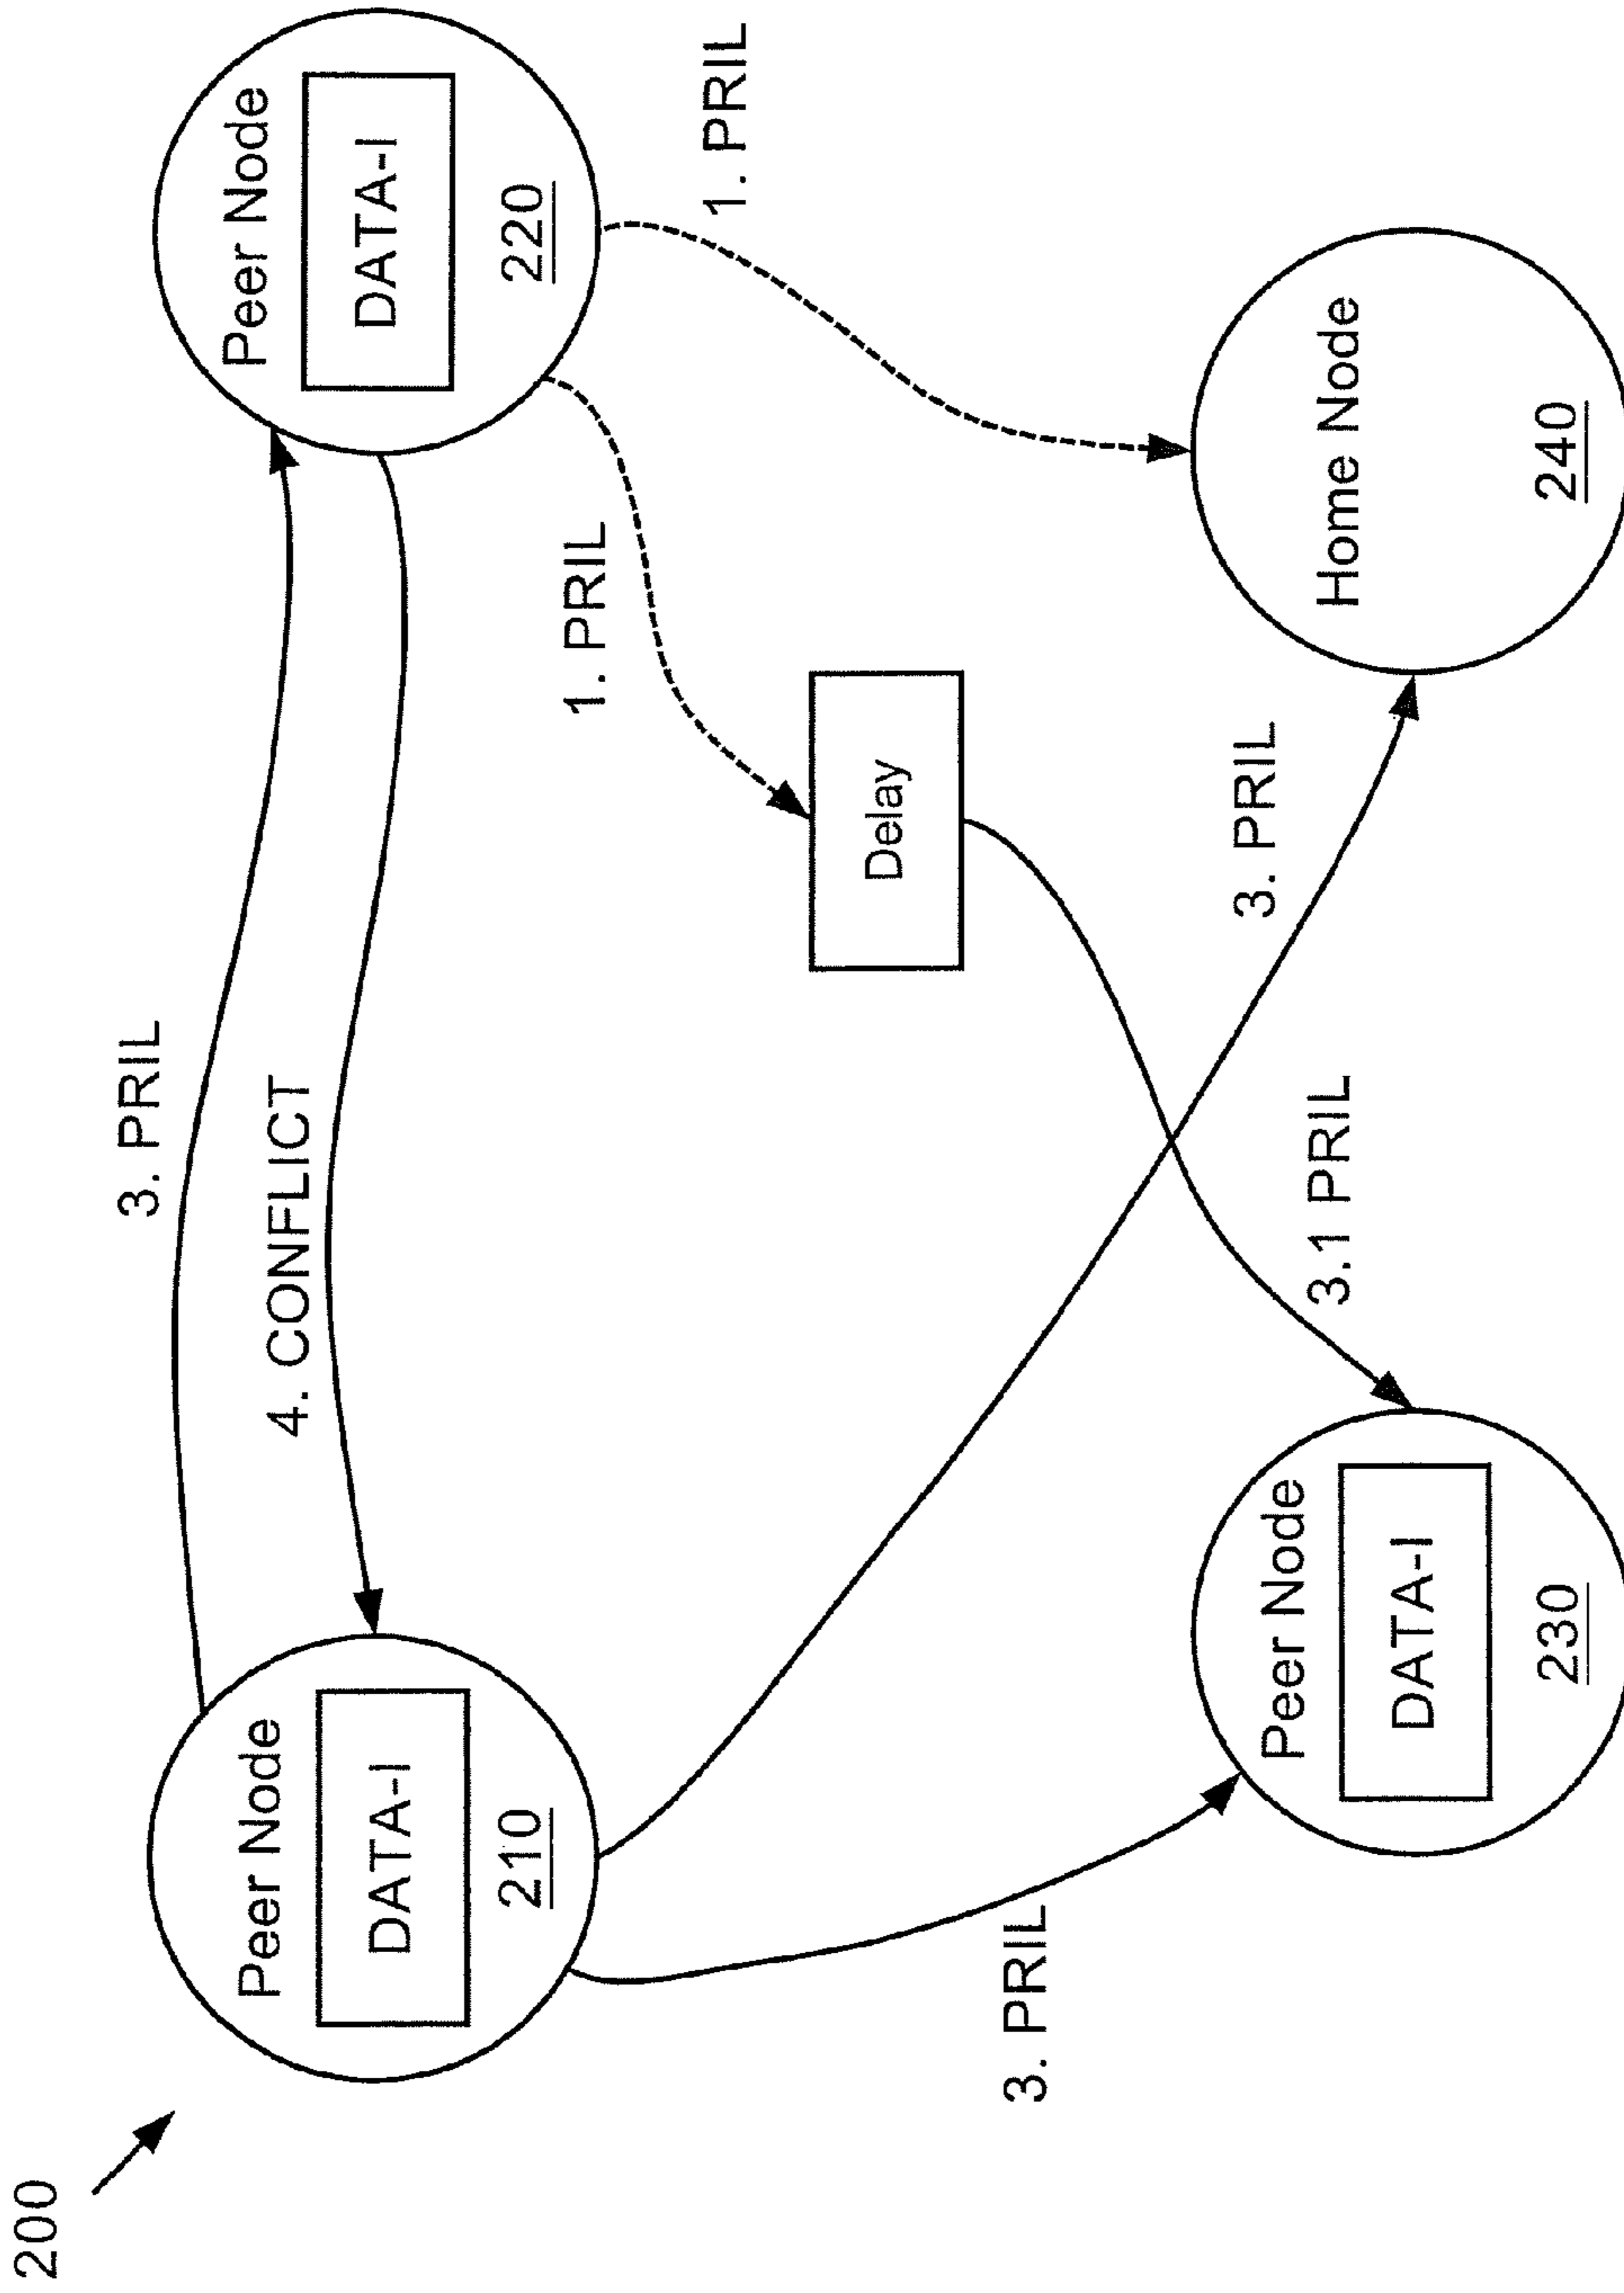 200
3. PRIL
4. CONFLICT
Peer Node
DATA-I
210
Peer Node
DATA-I
220
1. PRIL
1. PRIL
Delay
3. PRIL
3. PRIL
3.1 PRIL
Peer Node
DATA-I
230
Home Node
240